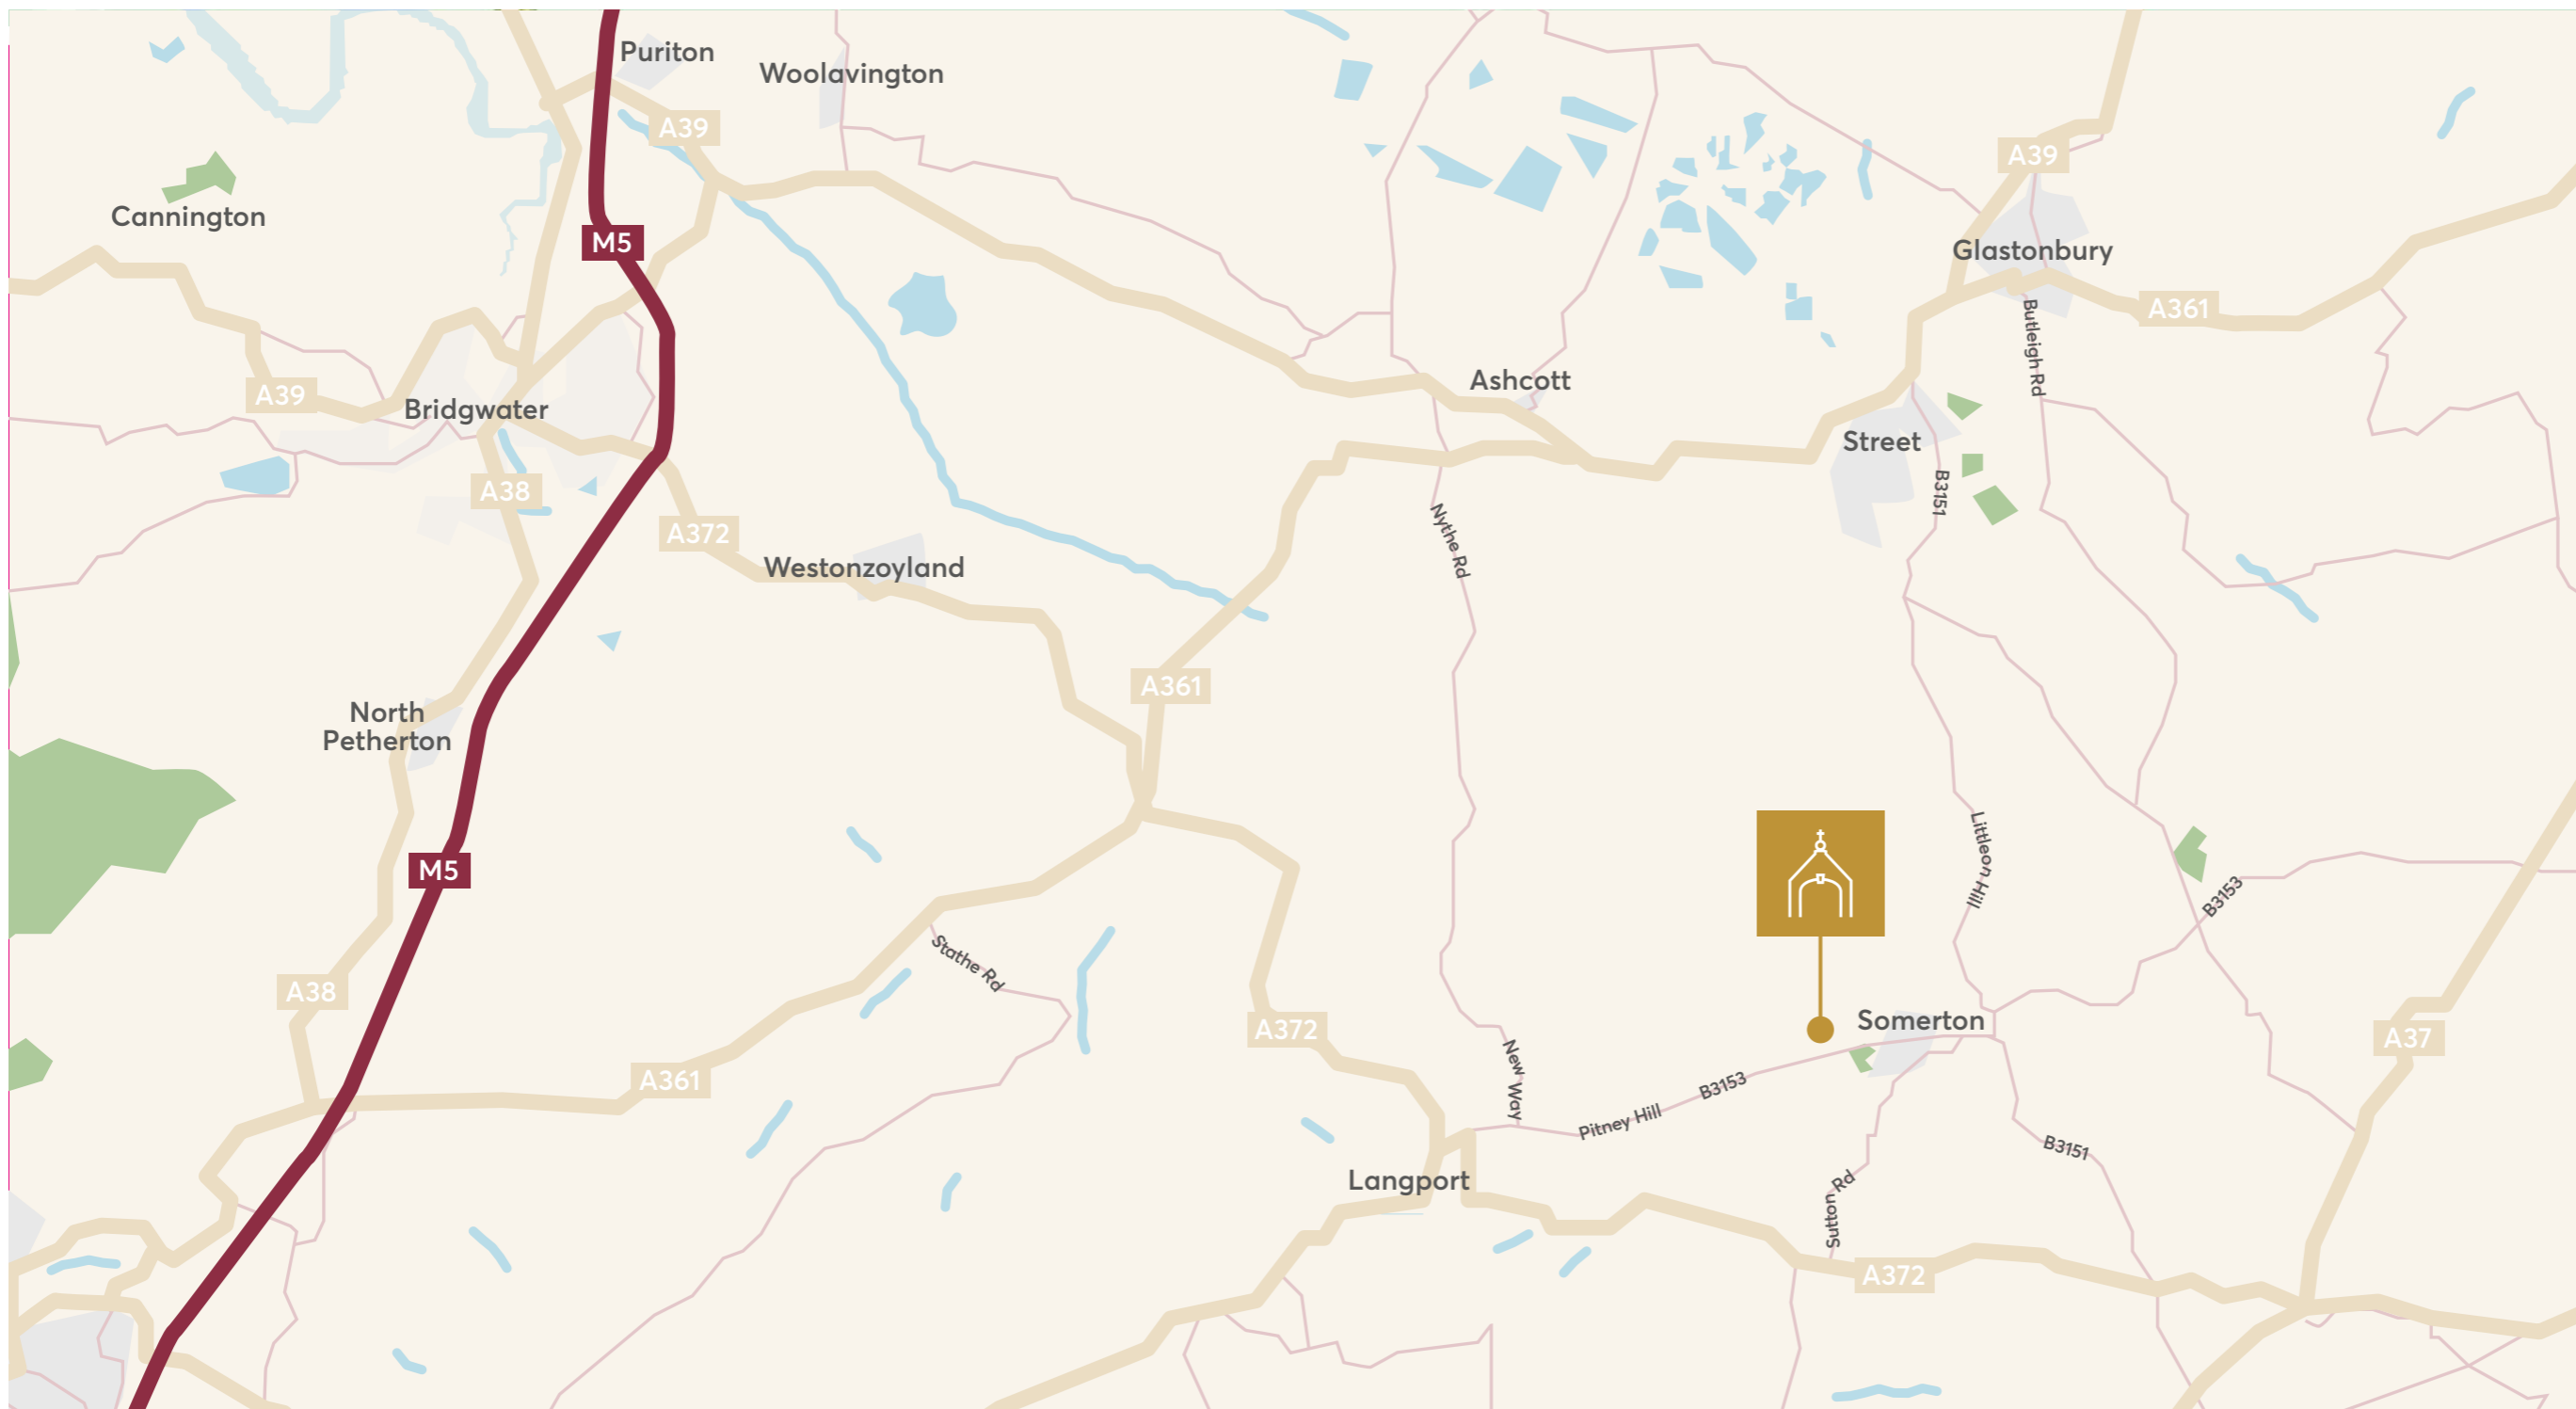 Puriton
Woolavington
A39
A39
Cannington
M5
Glastonbury
A361
Butleigh Rd
Ashcott
A39
Bridgwater
Street
B3151
A38
A372
Nythe Rd
Westonzoyland
A361
North
Petherton
M5
Littleon Hill
B3153
Stathe Rd
A38
A372
Somerton
A37
A361
New Way
B3153
Pitney Hill
B3151
Langport
Sutton Rd
A372